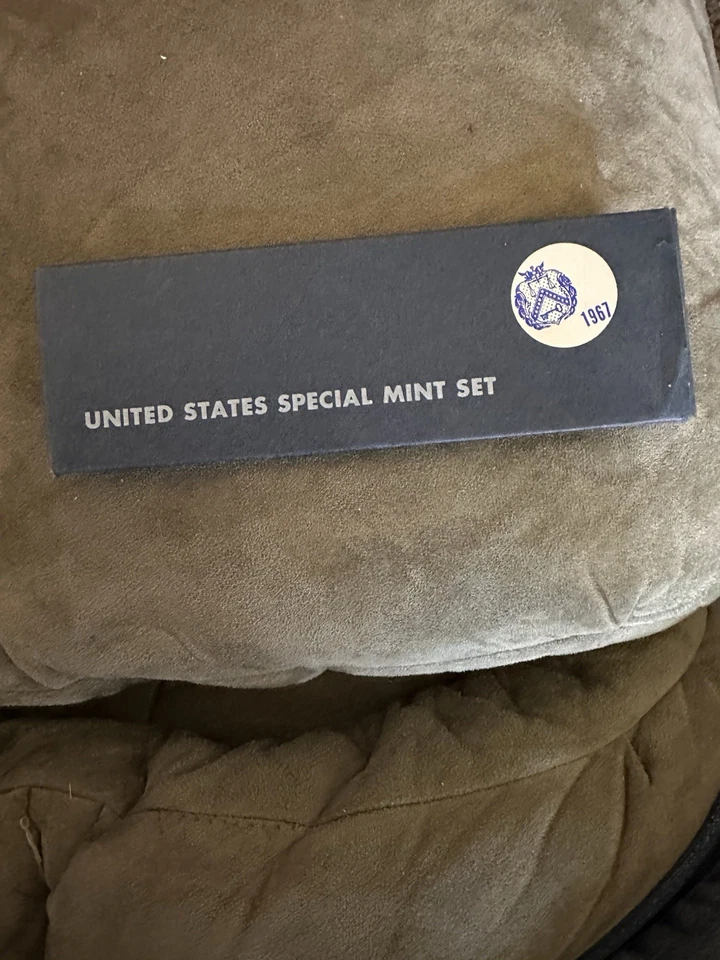 1967
UNITED STATES SPECIAL MINT SET